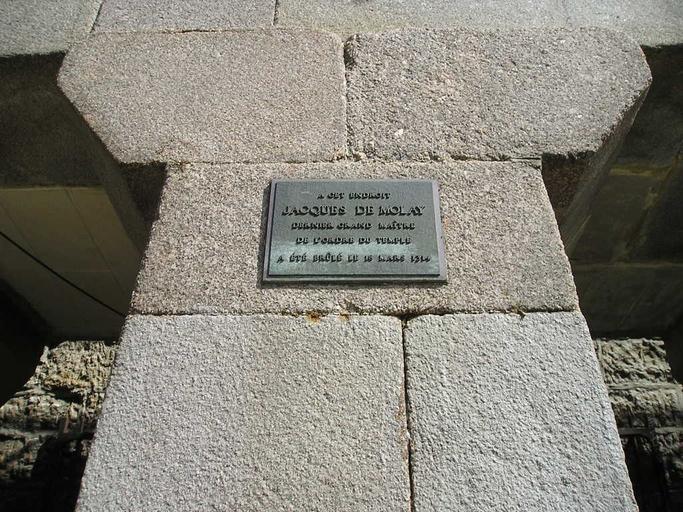 A CET ENDROIT
JACQUES DE MOLAY
DERNIER GRAND MAÎTRE
DE L'ORDRE DU TEMPLE
A ÉTÉ BRÛLÉ LE 18 MARS 1314